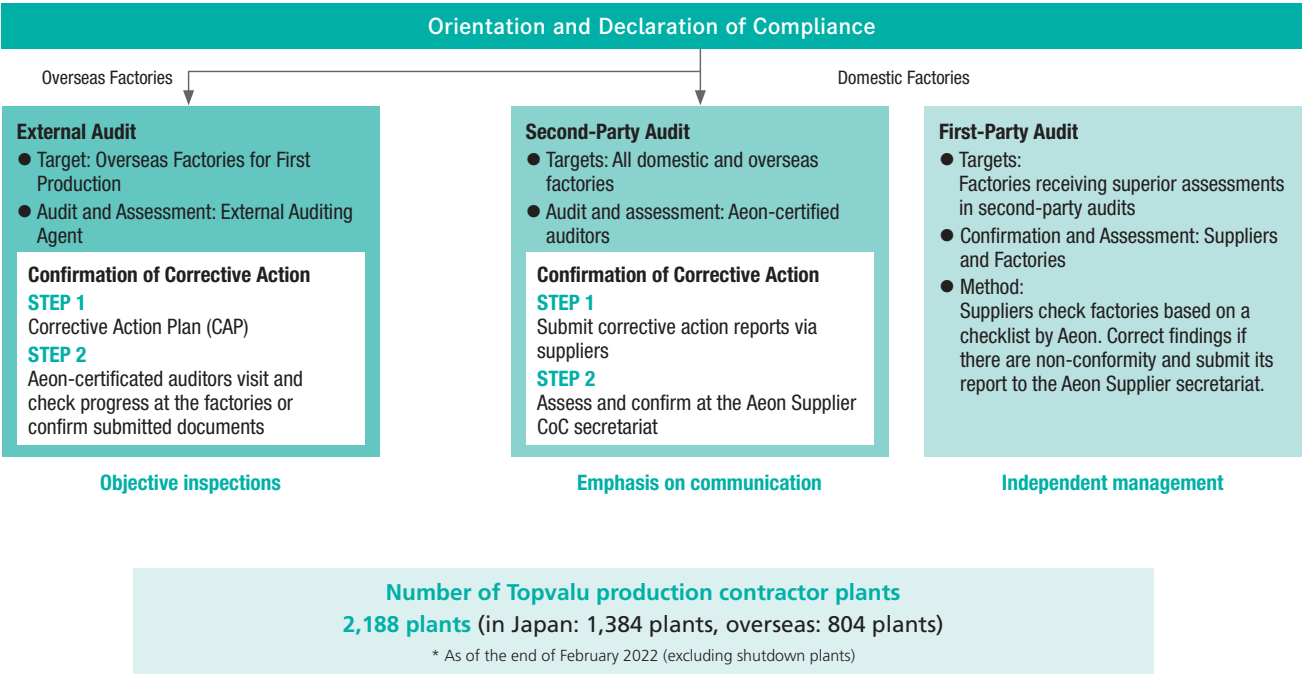 Orientation and Declaration of Compliance
Overseas Factories
Domestic Factories
External Audit
● Target: Overseas Factories for First
Production
● Audit and Assessment: External Auditing
Agent
Confirmation of Corrective Action
STEP 1
Corrective Action Plan (CAP)
STEP 2
Aeon-certificated auditors visit and
check progress at the factories or
confirm submitted documents
Objective inspections
Second-Party Audit
● Targets: All domestic and overseas
factories
● Audit and assessment: Aeon-certified
auditors
Confirmation of Corrective Action
STEP 1
Submit corrective action reports via
suppliers
STEP 2
Assess and confirm at the Aeon Supplier
CoC secretariat
Emphasis on communication
First-Party Audit
● Targets:
Factories receiving superior assessments
in second-party audits
● Confirmation and Assessment: Suppliers
and Factories
● Method:
Suppliers check factories based on a
checklist by Aeon. Correct findings if
there are non-conformity and submit its
report to the Aeon Supplier secretariat.
Independent management
Number of Topvalu production contractor plants
2,188 plants (in Japan: 1,384 plants, overseas: 804 plants)
* As of the end of February 2022 (excluding shutdown plants)